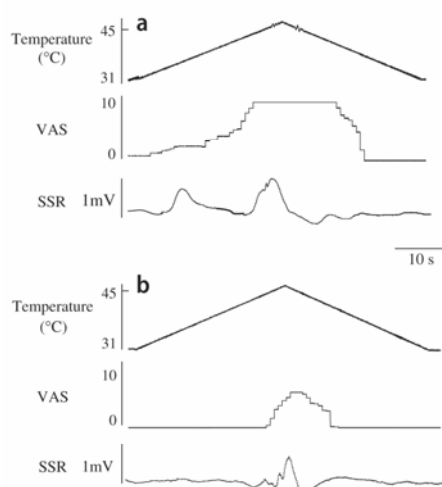 a
Temperature
(°C)
45
31
VAS
10
0
SSR
1mV
10 s
b
Temperature
(°C)
45
31
VAS
10
0
SSR
1mV